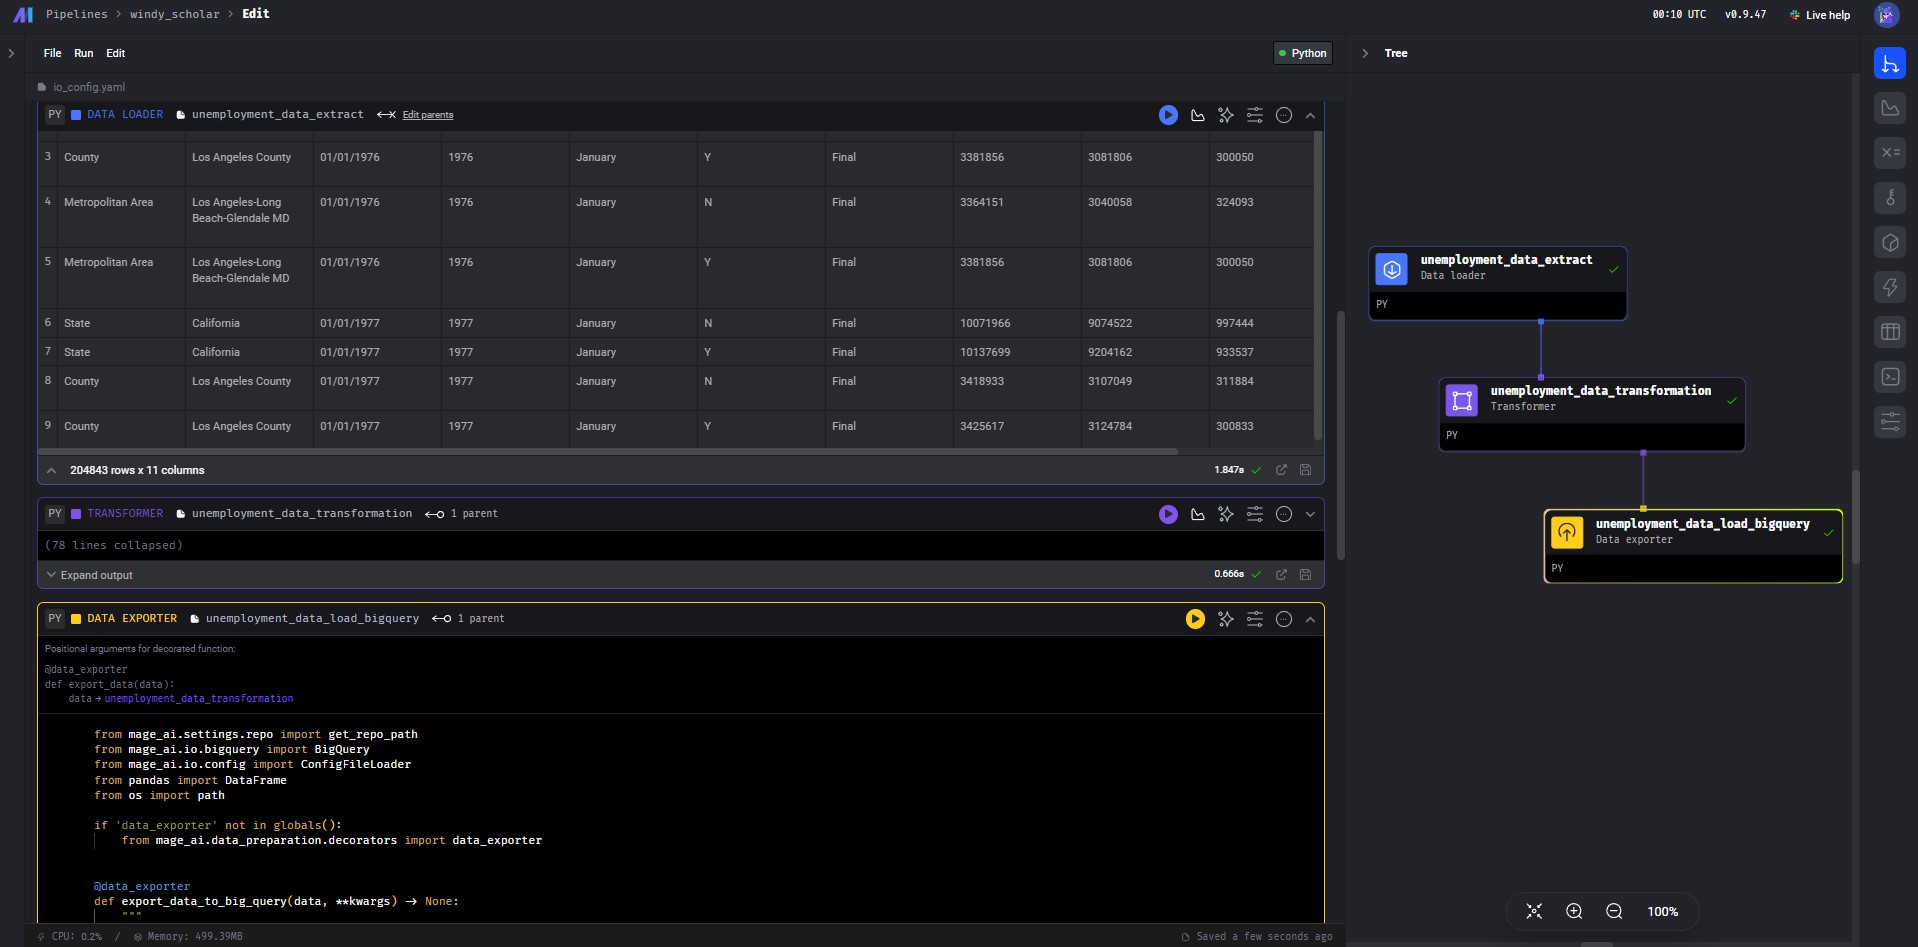 Pipelines > windy_scholar > Edit
00:10 UTC v0.9.47 Live help
File Run Edit
Python
Tree
io_config.yaml
PY DATA LOADER unemployment_data_extract Edit parents
3 County Los Angeles County 01/01/1976 1976 January Y Final 3381856 3081806 300050
4 Metropolitan Area Los Angeles-Long Beach-Glendale MD 01/01/1976 1976 January N Final 3364151 3040058 324093
5 Metropolitan Area Los Angeles-Long Beach-Glendale MD 01/01/1976 1976 January Y Final 3381856 3081806 300050
6 State California 01/01/1977 1977 January N Final 10071966 9074522 997444
7 State California 01/01/1977 1977 January Y Final 10137699 9204162 933537
8 County Los Angeles County 01/01/1977 1977 January N Final 3418933 3107049 311884
9 County Los Angeles County 01/01/1977 1977 January Y Final 3425617 3124784 300833
204843 rows x 11 columns 1.847s
PY TRANSFORMER unemployment_data_transformation 1 parent
(78 lines collapsed)
Expand output 0.666s
PY DATA EXPORTER unemployment_data_load_bigquery 1 parent
Positional arguments for decorated function:
@data_exporter
def export_data(data):
data → unemployment_data_transformation
from mage_ai.settings.repo import get_repo_path
from mage_ai.io.bigquery import BigQuery
from mage_ai.io.config import ConfigFileLoader
from pandas import DataFrame
from os import path
if 'data_exporter' not in globals():
from mage_ai.data_preparation.decorators import data_exporter
@data_exporter
def export_data_to_big_query(data, **kwargs) -> None:
"""
CPU: 0.2% / Memory: 499.39MB
Saved a few seconds ago
unemployment_data_extract
Data loader
PY
unemployment_data_transformation
Transformer
PY
unemployment_data_load_bigquery
Data exporter
PY
100%